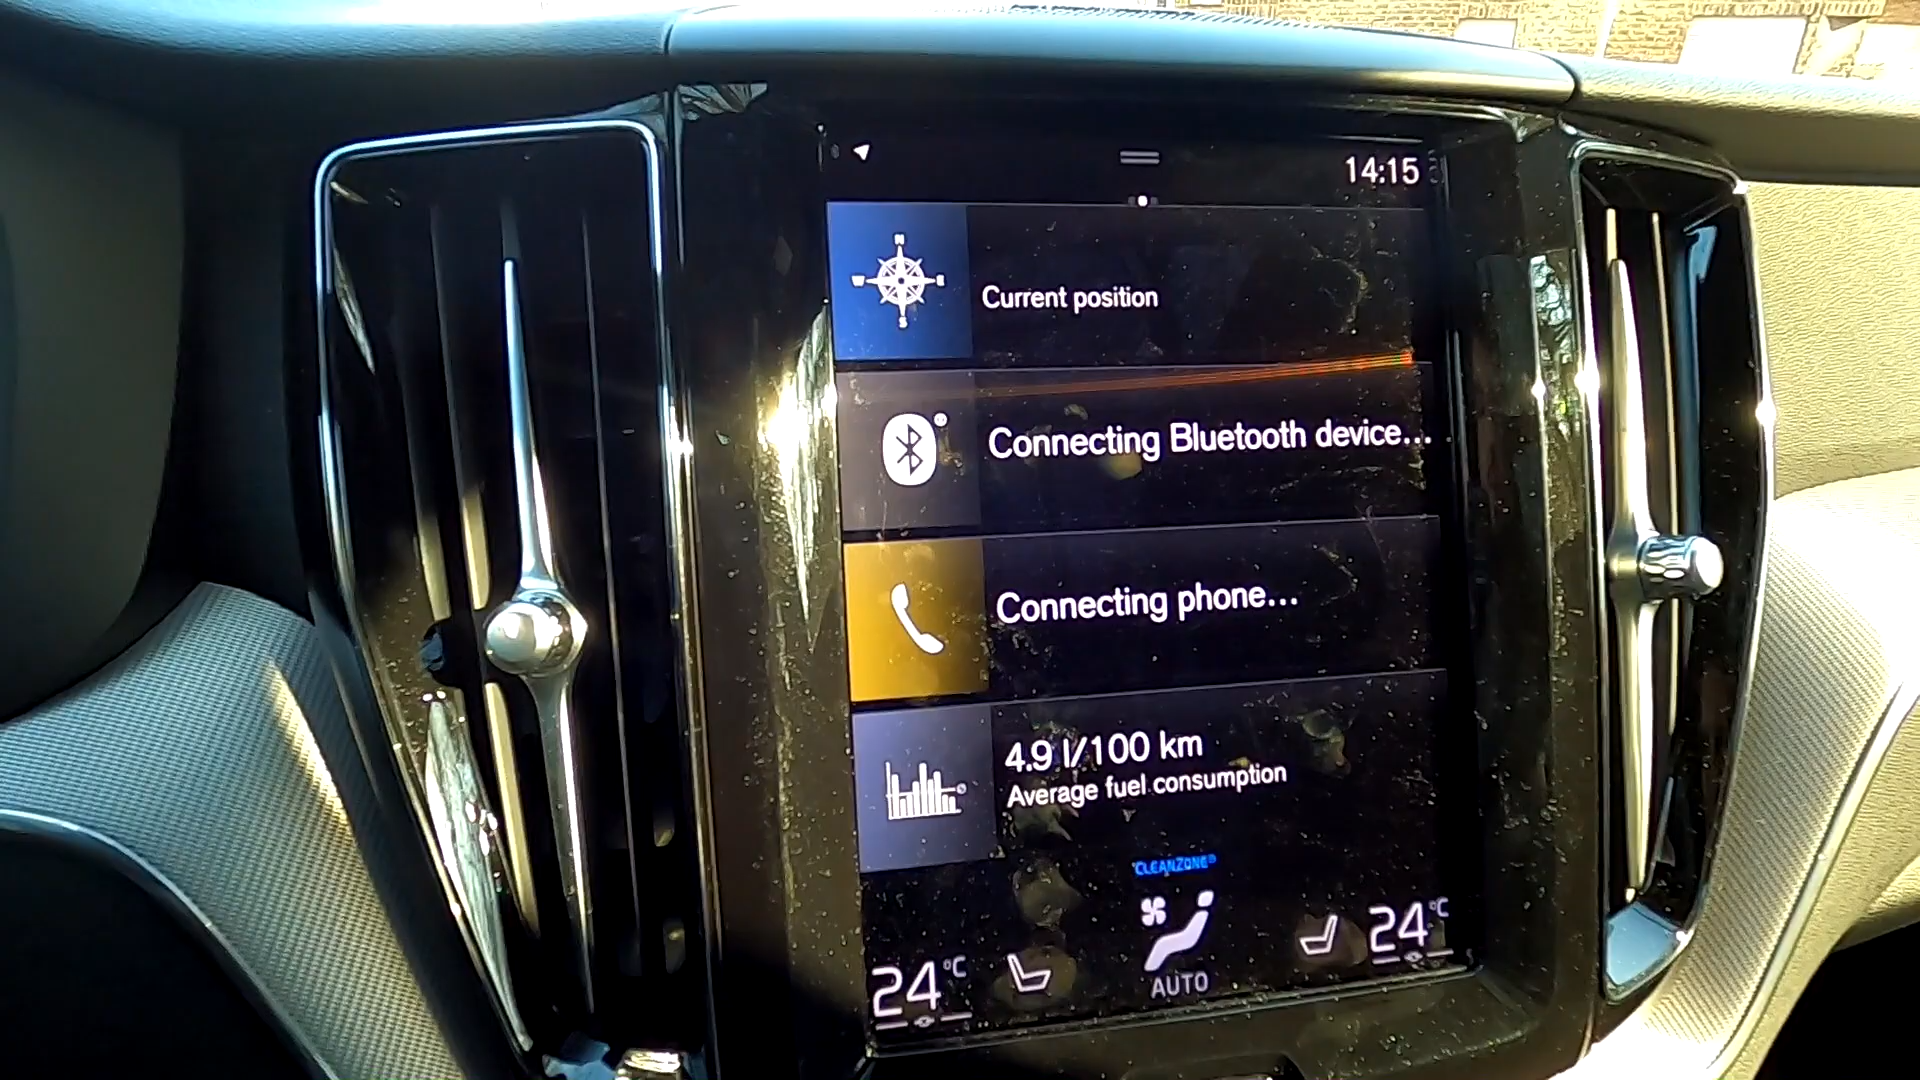 14:15
N
W E
S
Current position
Connecting Bluetooth device...
Connecting phone...
4.9 l/100 km
Average fuel consumption
CLEANZONE®
24°C
24°C
AUTO